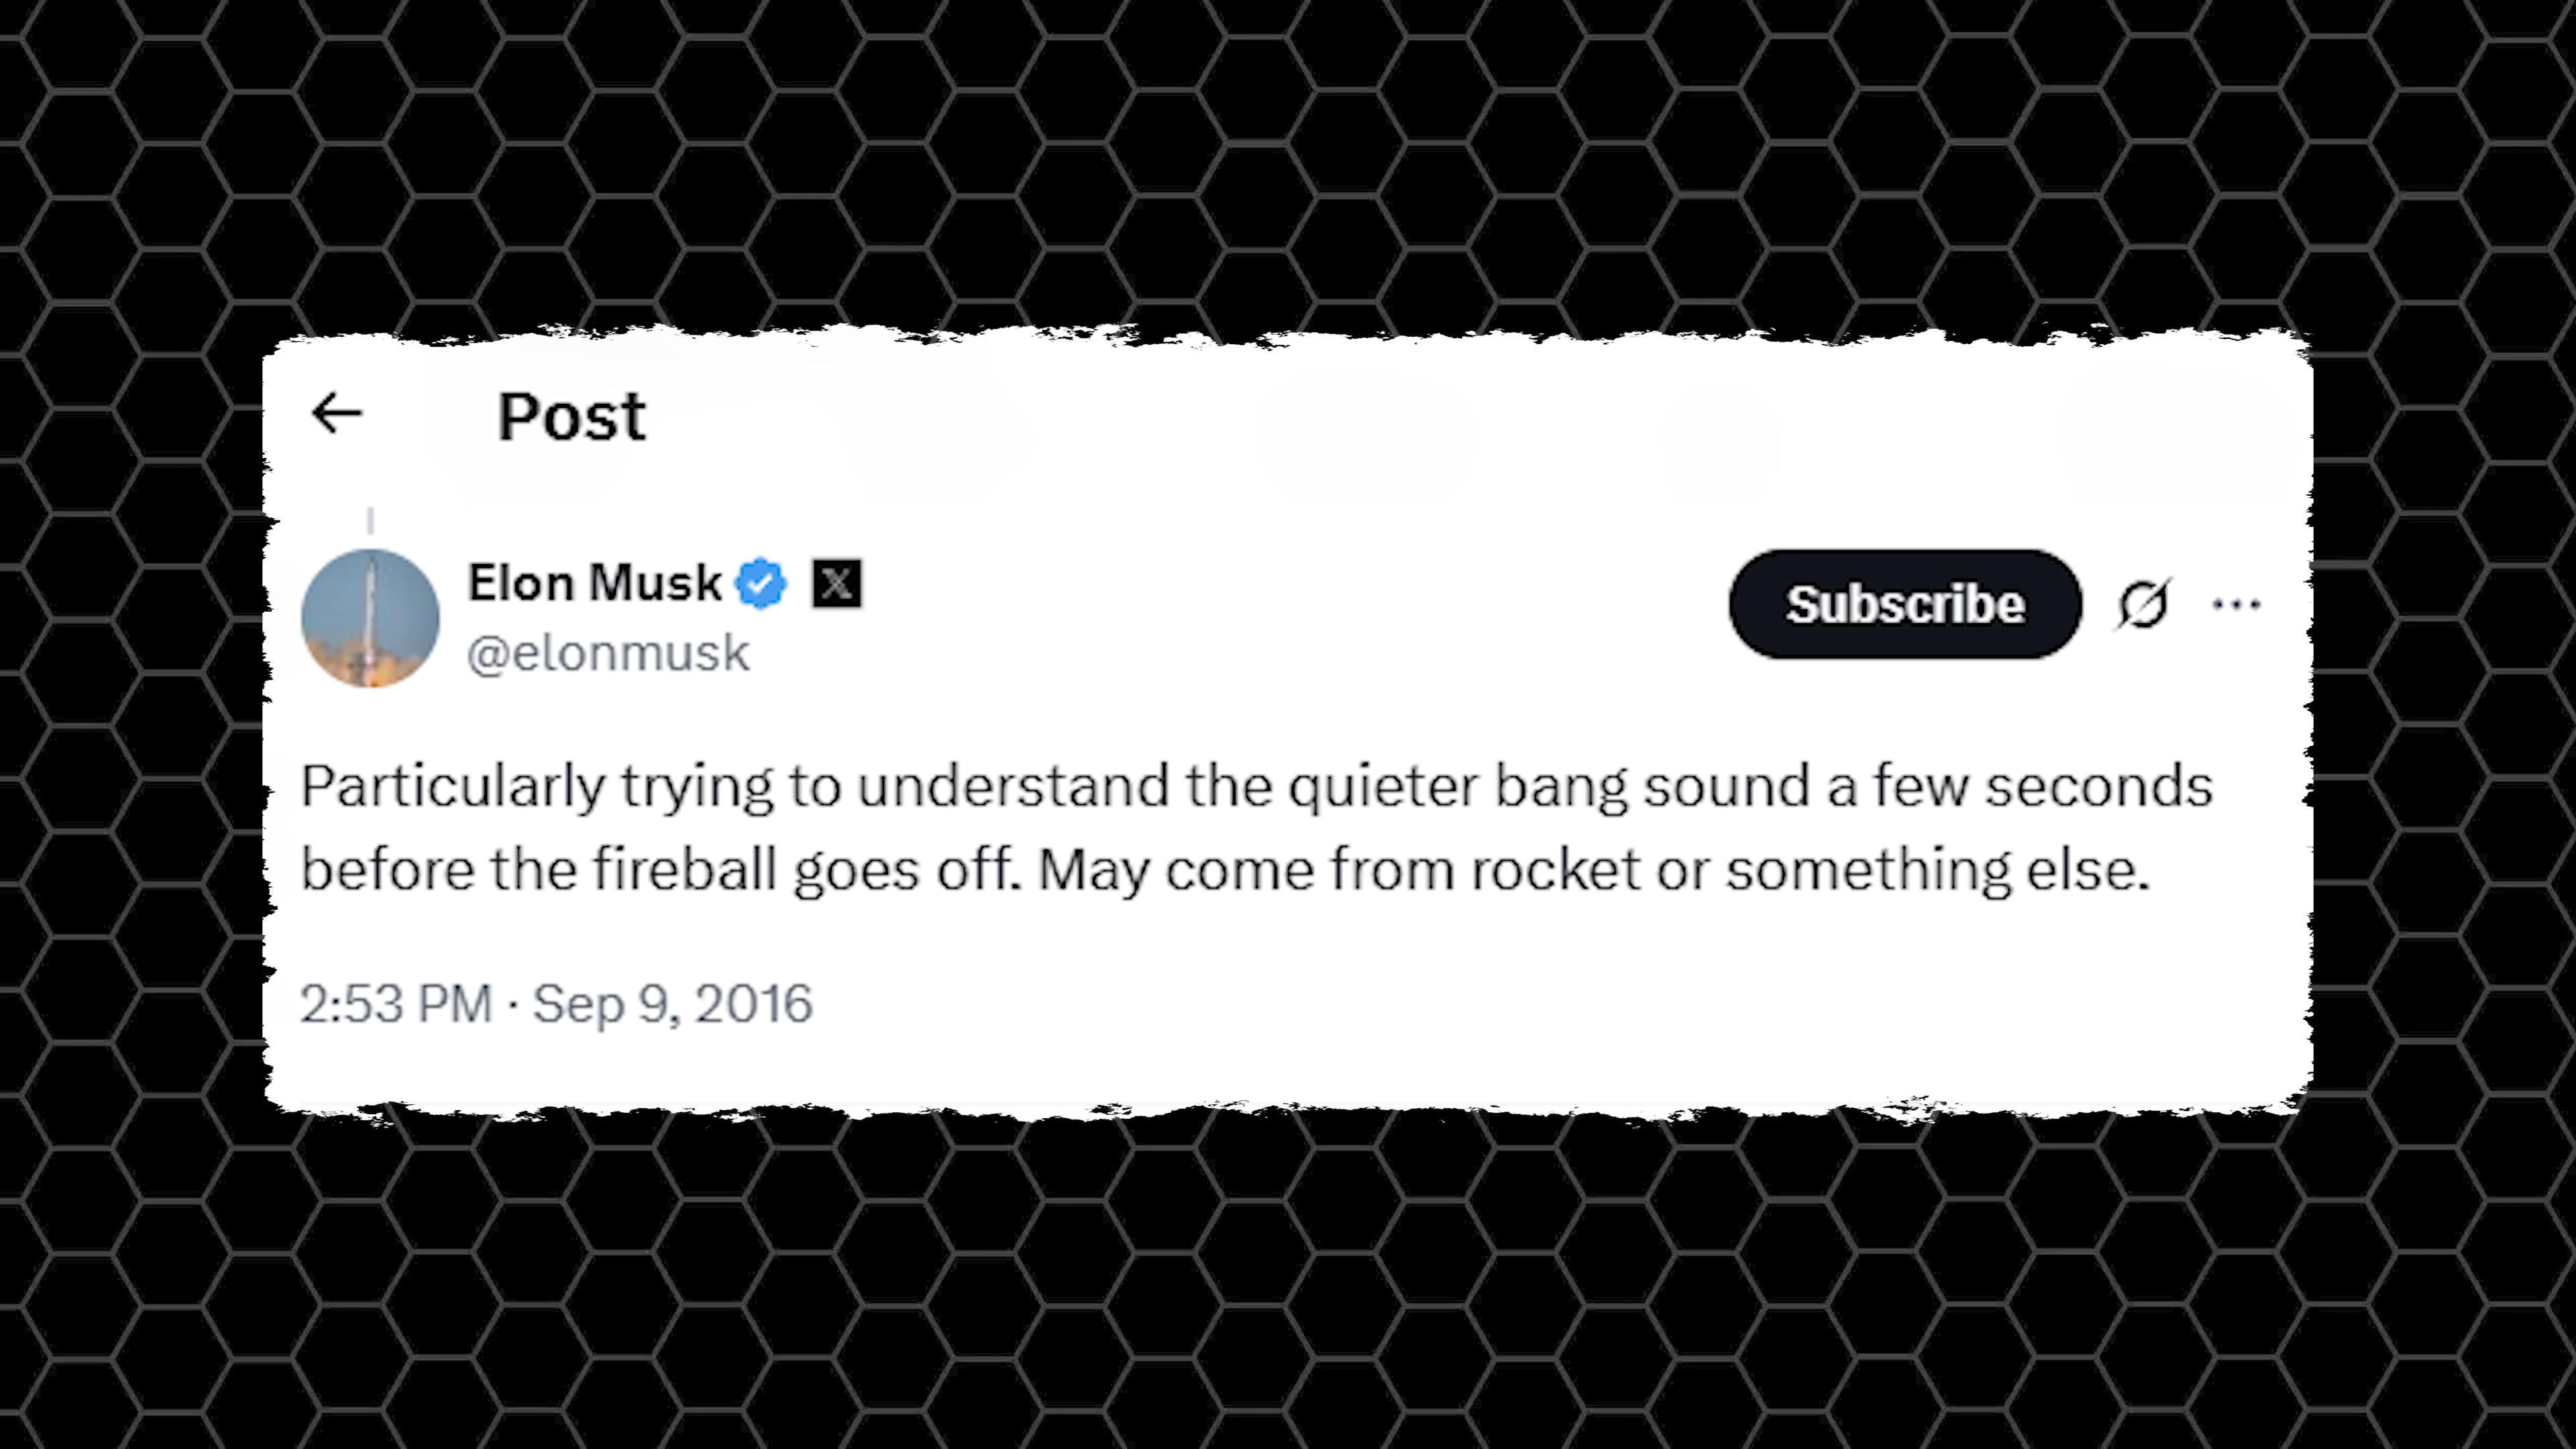 Post
Elon Musk
@elonmusk
Subscribe
Particularly trying to understand the quieter bang sound a few seconds
before the fireball goes off. May come from rocket or something else.
2:53 PM · Sep 9, 2016